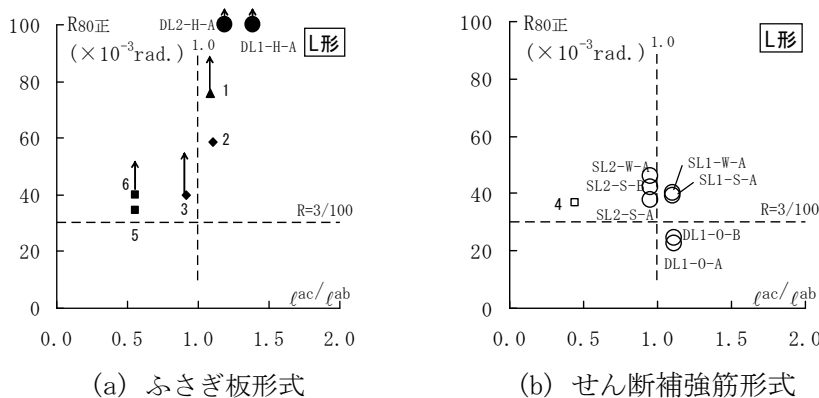 100
80
60
40
20
0
R80正
(×10⁻³rad.)
DL2-H-A
DL1-H-A
L形
1.0
1
2
3
6
5
R=3/100
ℓac/ℓab
0.0 0.5 1.0 1.5 2.0
(a) ふさぎ板形式
100
80
60
40
20
0
R80正
(×10⁻³rad.)
1.0
L形
SL2-W-A
SL2-S-B
SL2-S-A
SL1-W-A
SL1-S-A
4
R=3/100
DL1-O-B
DL1-O-A
ℓac/ℓab
0.0 0.5 1.0 1.5 2.0
(b) せん断補強筋形式